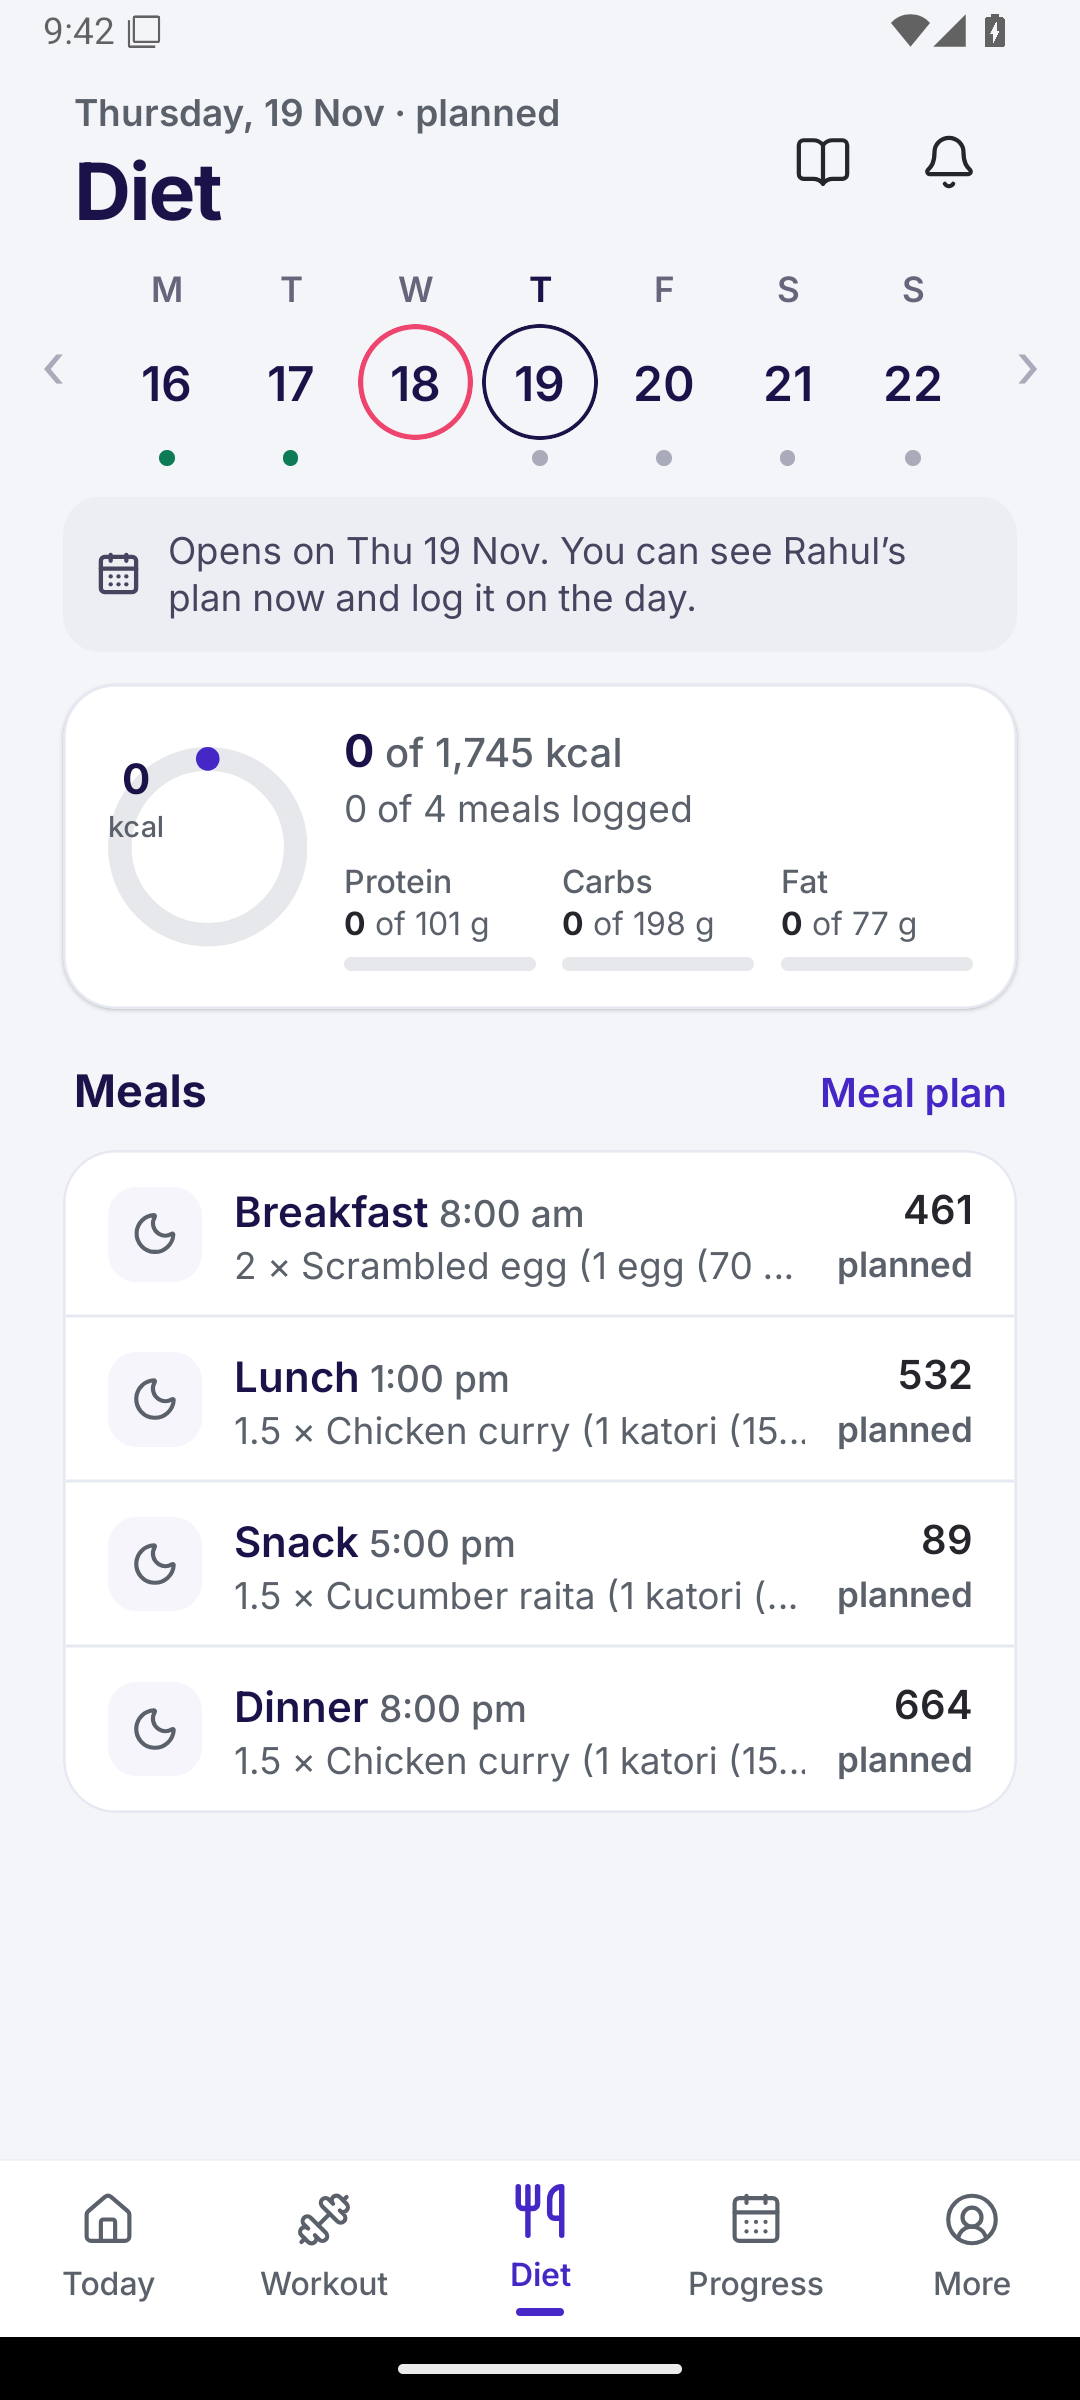 9:42
Thursday, 19 Nov · planned
Diet
M T W T F S S
16 17 18 19 20 21 22
Opens on Thu 19 Nov. You can see Rahul’s
plan now and log it on the day.
0
kcal
0 of 1,745 kcal
0 of 4 meals logged
Protein Carbs Fat
0 of 101 g 0 of 198 g 0 of 77 g
Meals Meal plan
Breakfast 8:00 am 461
2 × Scrambled egg (1 egg (70 ... planned
Lunch 1:00 pm 532
1.5 × Chicken curry (1 katori (15... planned
Snack 5:00 pm 89
1.5 × Cucumber raita (1 katori (... planned
Dinner 8:00 pm 664
1.5 × Chicken curry (1 katori (15... planned
Today Workout Diet Progress More